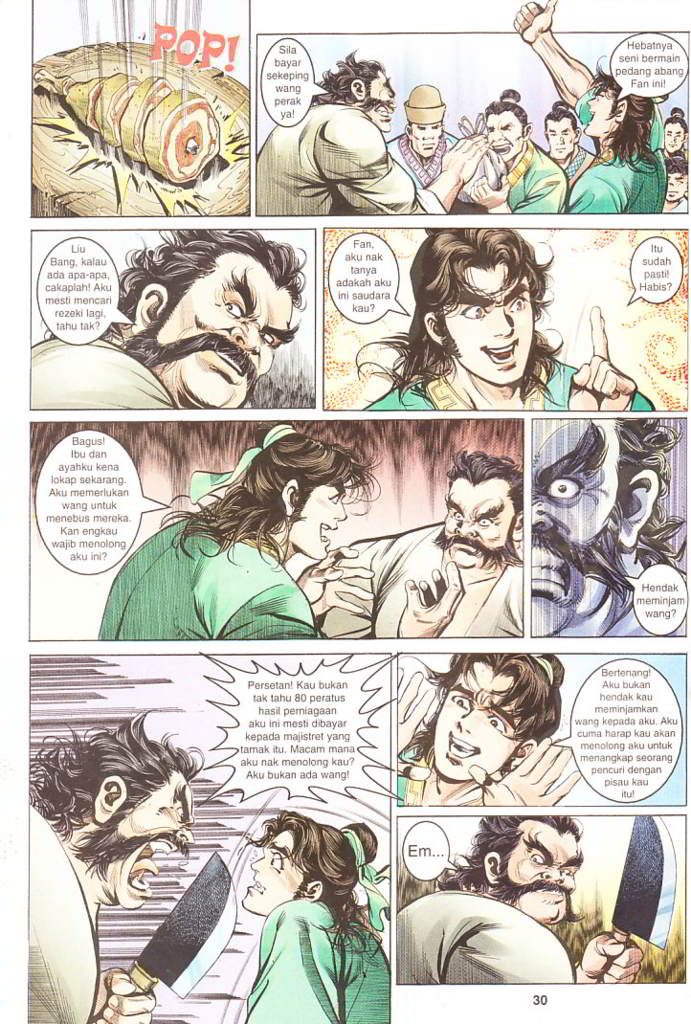 POP!
Sila
bayar
sekeping
wang
perak
ya!
Hebatnya
seni bermain
pedang abang
Fan ini!
Liu
Bang, kalau
ada apa-apa,
cakaplah! Aku
mesti mencari
rezeki lagi,
tahu tak?
Fan,
aku nak
tanya
adakah aku
ini saudara
kau?
Itu
sudah
pasti!
Habis?
Bagus!
Ibu dan
ayahku kena
lokap sekarang.
Aku memerlukan
wang untuk
menebus mereka.
Kan engkau
wajib menolong
aku ini?
Hendak
meminjam
wang?
Persetan! Kau bukan
tak tahu 80 peratus
hasil perniagaan
aku ini mesti dibayar
kepada majistret yang
tamak itu. Macam mana
aku nak menolong kau?
Aku bukan ada wang!
Bertenang!
Aku bukan
hendak kau
meminjamkan
wang kepada aku. Aku
cuma harap kau akan
menolong aku untuk
menangkap seorang
pencuri dengan
pisau kau
itu!
Em...
30